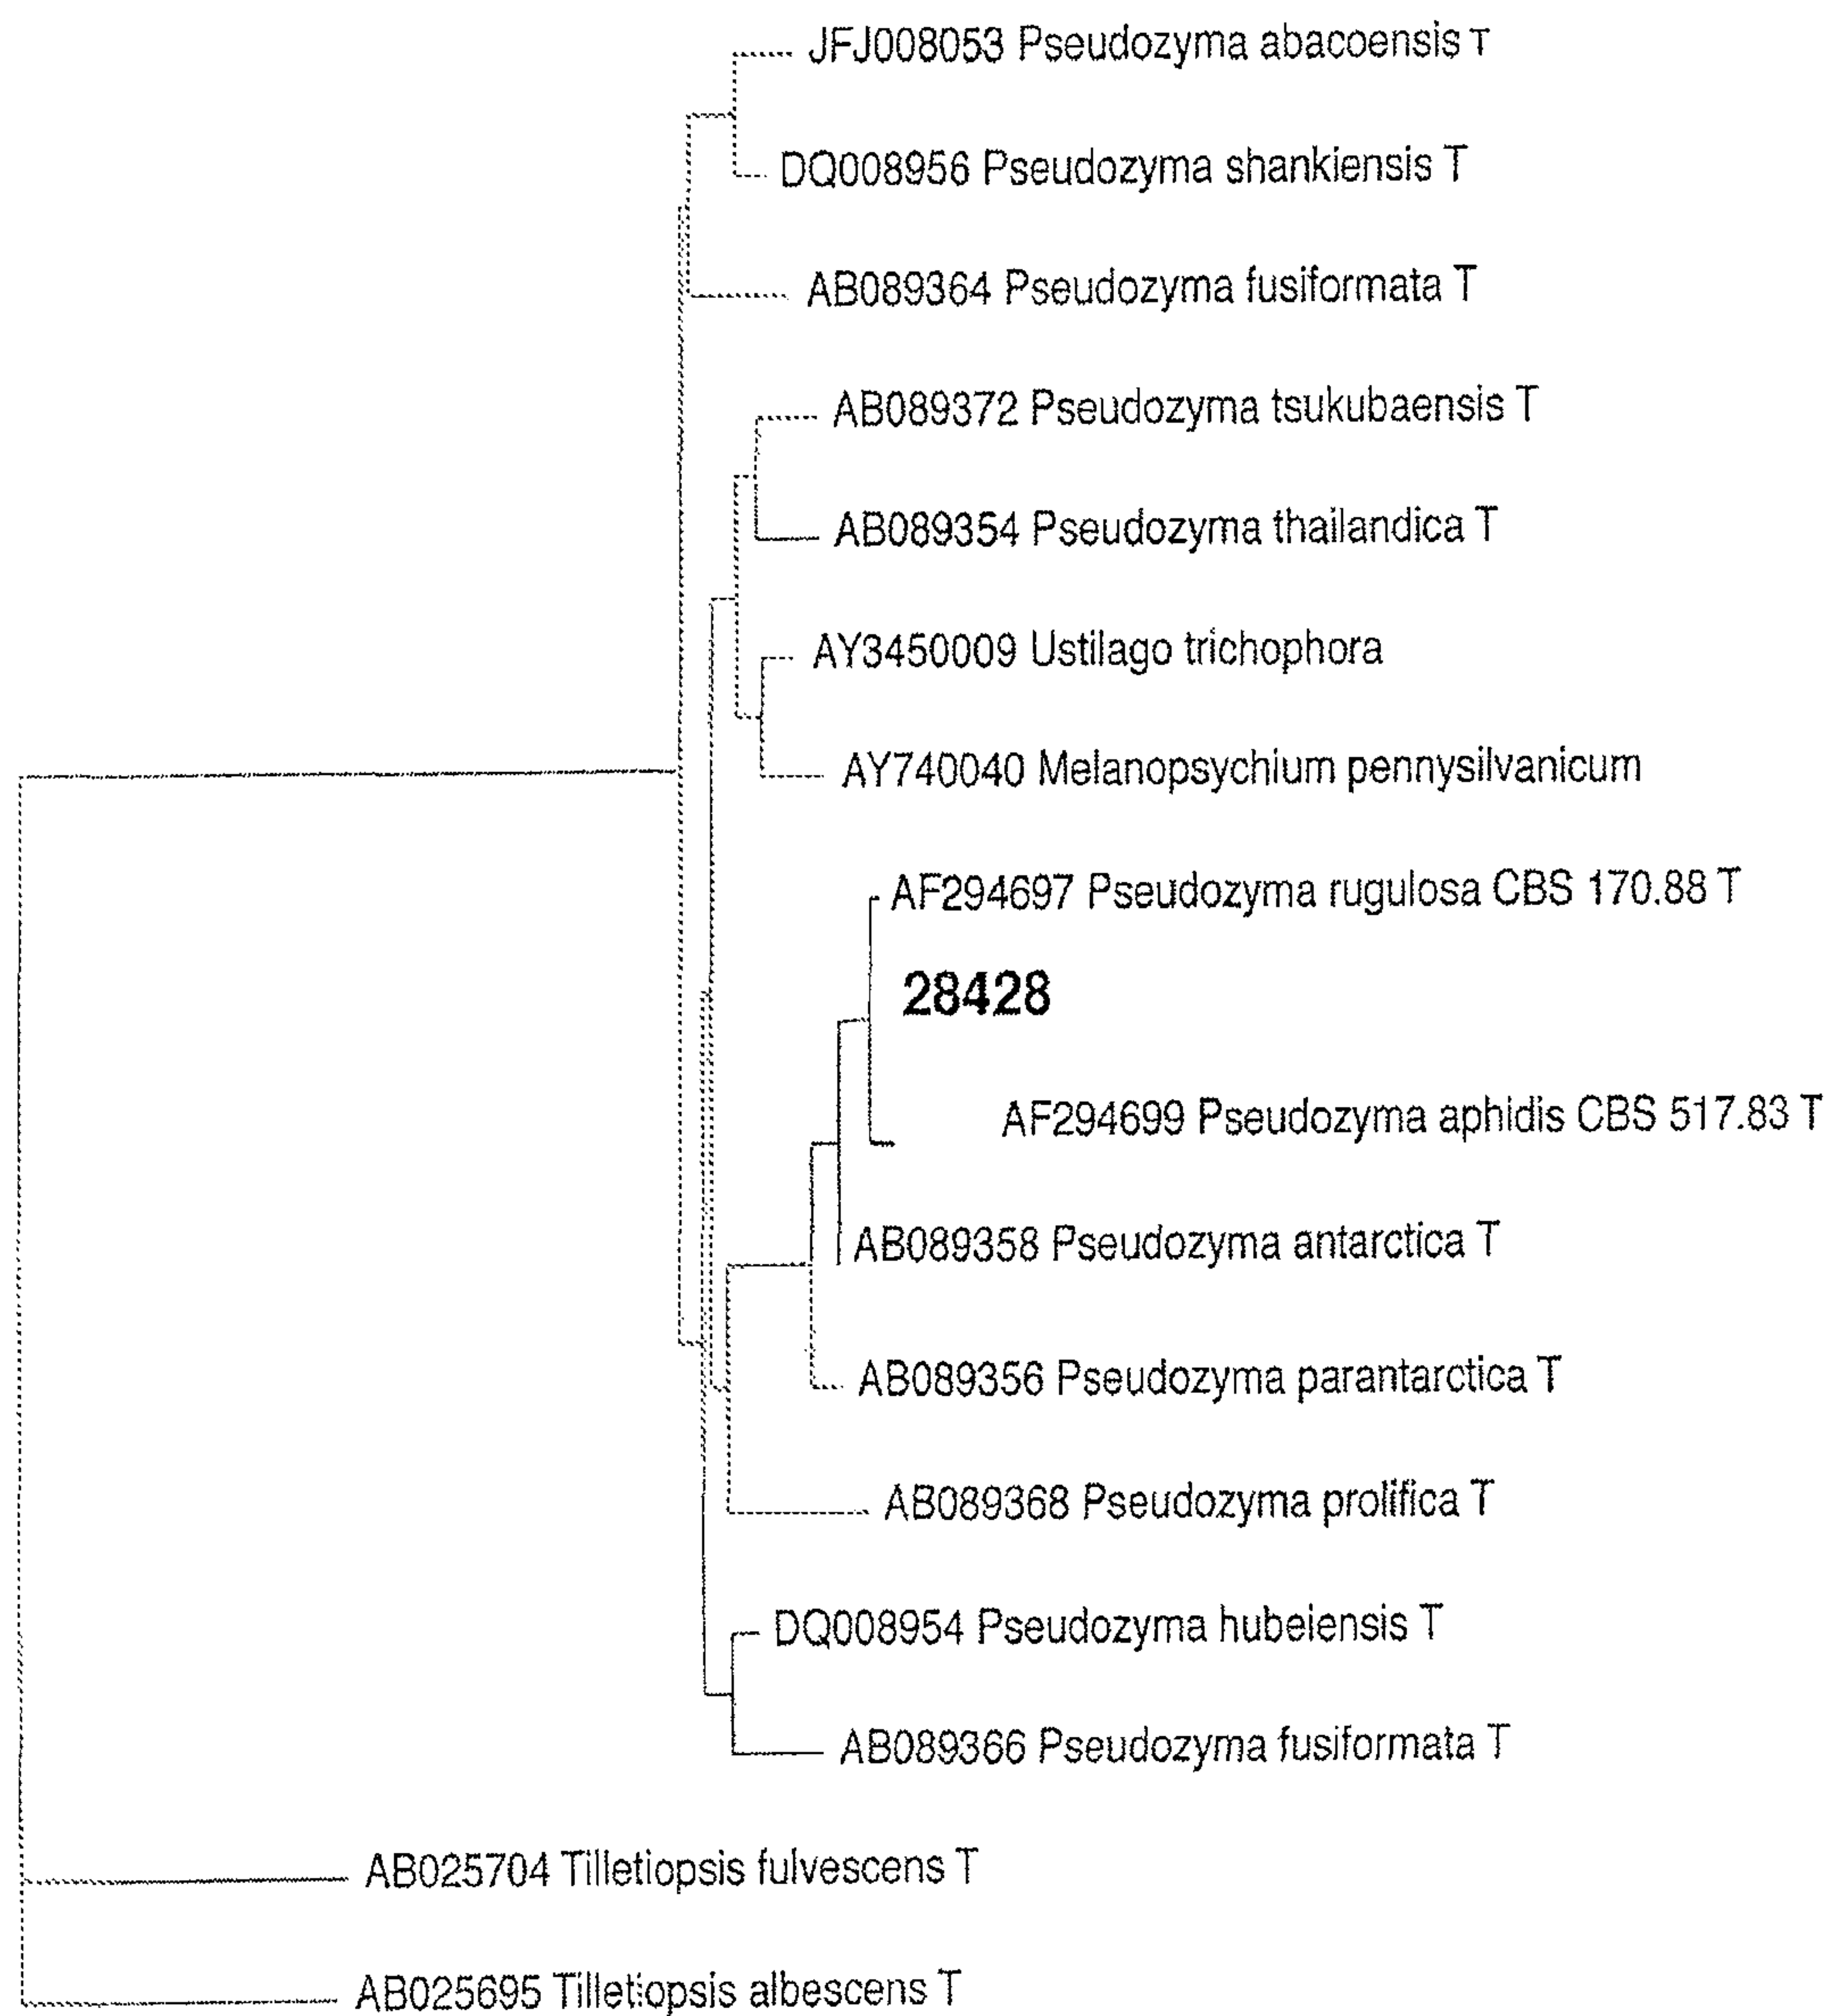 JFJ008053 Pseudozyma abacoensis T
DQ008956 Pseudozyma shankiensis T
AB089364 Pseudozyma fusiformata T
AB089372 Pseudozyma tsukubaensis T
AB089354 Pseudozyma thailandica T
AY3450009 Ustilago trichophora
AY740040 Melanopsychium pennysilvanicum
AF294697 Pseudozyma rugulosa CBS 170.88 T
28428
AF294699 Pseudozyma aphidis CBS 517.83 T
AB089358 Pseudozyma antarctica T
AB089356 Pseudozyma parantarctica T
AB089368 Pseudozyma prolifica T
DQ008954 Pseudozyma hubeiensis T
AB089366 Pseudozyma fusiformata T
AB025704 Tilletiopsis fulvescens T
AB025695 Tilletiopsis albescens T